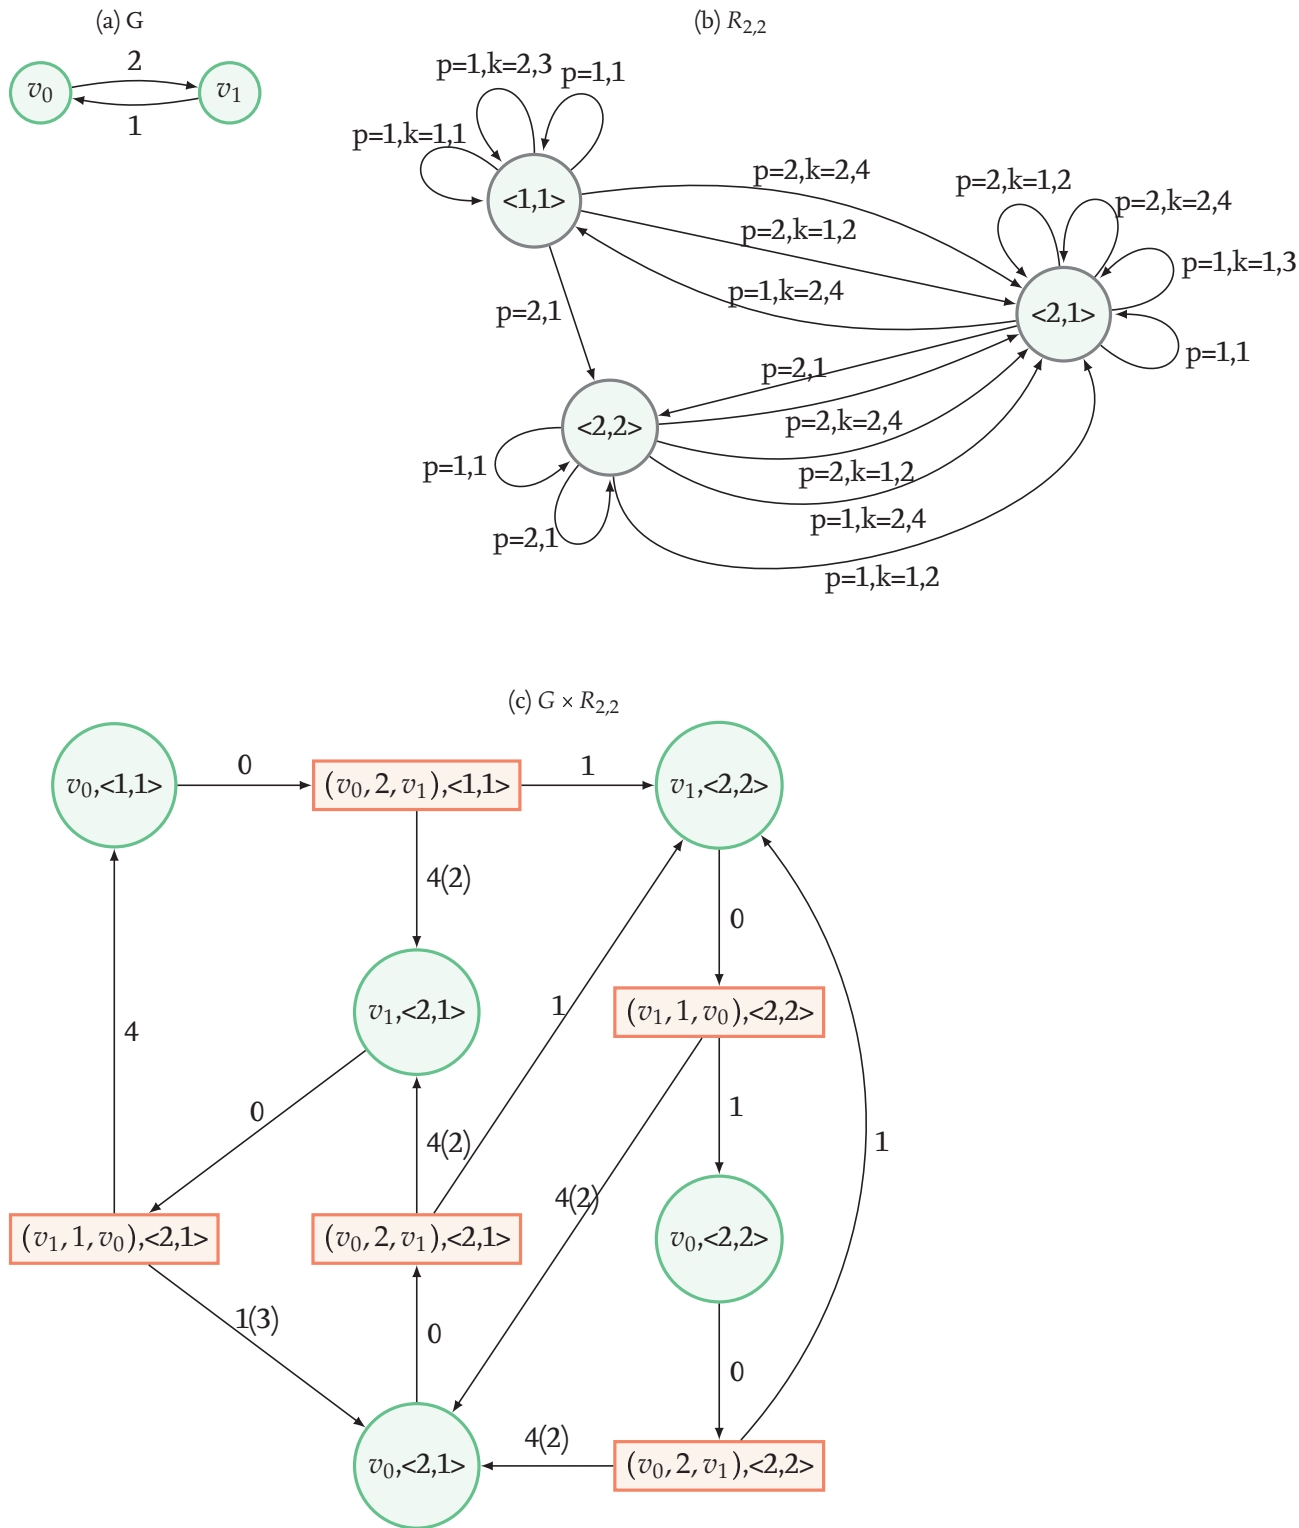 (a) G
(b) R2,2
v0
2
v1
1
p=1,k=2,3
p=1,1
p=1,k=1,1
<1,1>
p=2,k=2,4
p=2,k=1,2
p=1,k=2,4
p=2,k=1,2
p=2,k=2,4
p=1,k=1,3
<2,1>
p=1,1
p=2,1
p=2,1
<2,2>
p=2,k=2,4
p=1,1
p=2,k=1,2
p=2,1
p=1,k=2,4
p=1,k=1,2
(c) G × R2,2
v0,<1,1>
0
(v0, 2, v1),<1,1>
1
v1,<2,2>
4(2)
0
v1,<2,1>
1
(v1, 1, v0),<2,2>
4
0
4(2)
1
1
4(2)
(v1, 1, v0),<2,1>
(v0, 2, v1),<2,1>
v0,<2,2>
1(3)
0
0
v0,<2,1>
4(2)
(v0, 2, v1),<2,2>